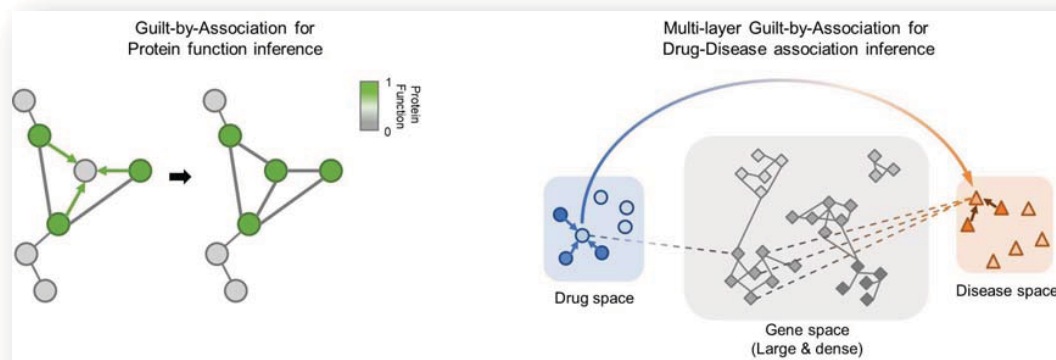 Guilt-by-Association for
Protein function inference
1
0
Protein
Function
Multi-layer Guilt-by-Association for
Drug-Disease association inference
Drug space
Gene space
(Large & dense)
Disease space